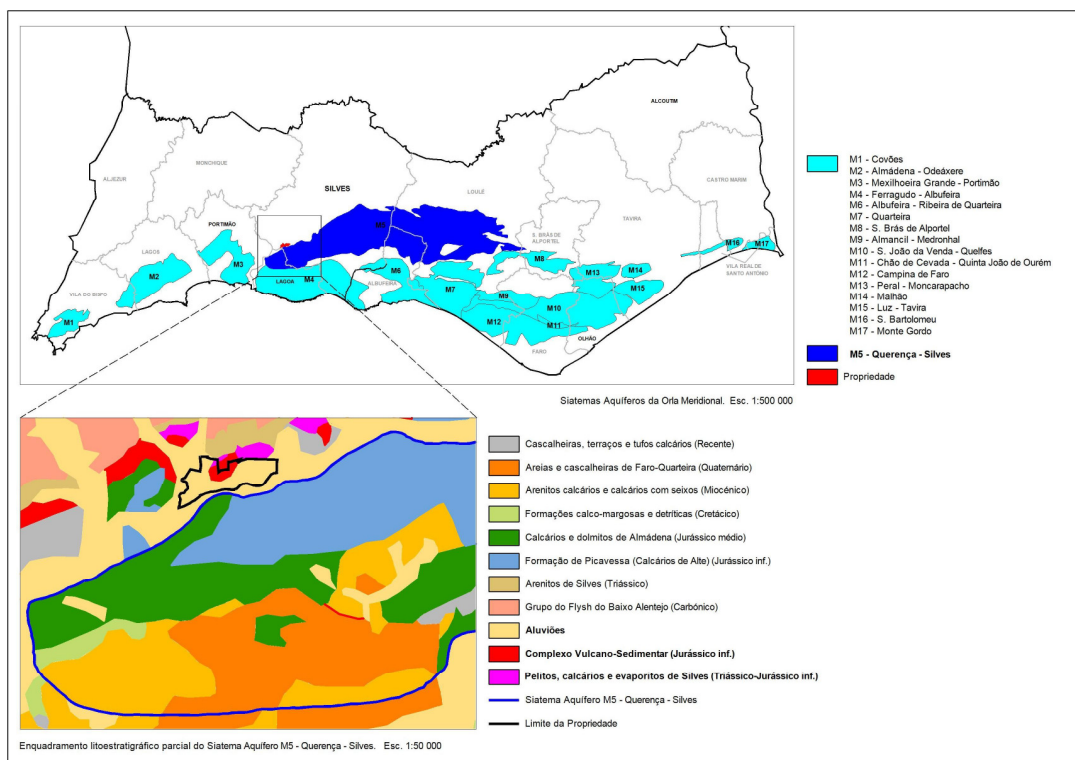 ALCOUTIM
MONCHIQUE
ALJEZUR
SILVES
LOULÉ
CASTRO MARIM
TAVIRA
PORTIMÃO
LAGOS
S. BRÁS
DE ALPORTEL
VILA DO BISPO
LAGOA
ALBUFEIRA
VILA REAL DE
SANTO ANTÓNIO
FARO
OLHÃO
M1
M2
M3
M4
M5
M6
M7
M8
M9
M10
M11
M12
M13
M14
M15
M16
M17
M1 - Covões
M2 - Almádena - Odeáxere
M3 - Mexilhoeira Grande - Portimão
M4 - Ferragudo - Albufeira
M6 - Albufeira - Ribeira de Quarteira
M7 - Quarteira
M8 - S. Brás de Alportel
M9 - Almancil - Medronhal
M10 - S. João da Venda - Quelfes
M11 - Chão de Cevada - Quinta João de Ourém
M12 - Campina de Faro
M13 - Peral - Moncarapacho
M14 - Malhão
M15 - Luz - Tavira
M16 - S. Bartolomeu
M17 - Monte Gordo
M5 - Querença - Silves
Propriedade
Siatemas Aquíferos da Orla Meridional. Esc. 1:500 000
Cascalheiras, terraços e tufos calcários (Recente)
Areias e cascalheiras de Faro-Quarteira (Quaternário)
Arenitos calcários e calcários com seixos (Miocénico)
Formações calco-margosas e detríticas (Cretácico)
Calcários e dolmitos de Almádena (Jurássico médio)
Formação de Picavessa (Calcários de Alte) (Jurássico inf.)
Arenitos de Silves (Triássico)
Grupo do Flysh do Baixo Alentejo (Carbónico)
Aluviões
Complexo Vulcano-Sedimentar (Jurássico inf.)
Pelitos, calcários e evaporitos de Silves (Triássico-Jurássico inf.)
Siatema Aquífero M5 - Querença - Silves
Limite da Propriedade
Enquadramento litoestratigráfico parcial do Siatema Aquífero M5 - Querença - Silves. Esc. 1:50 000